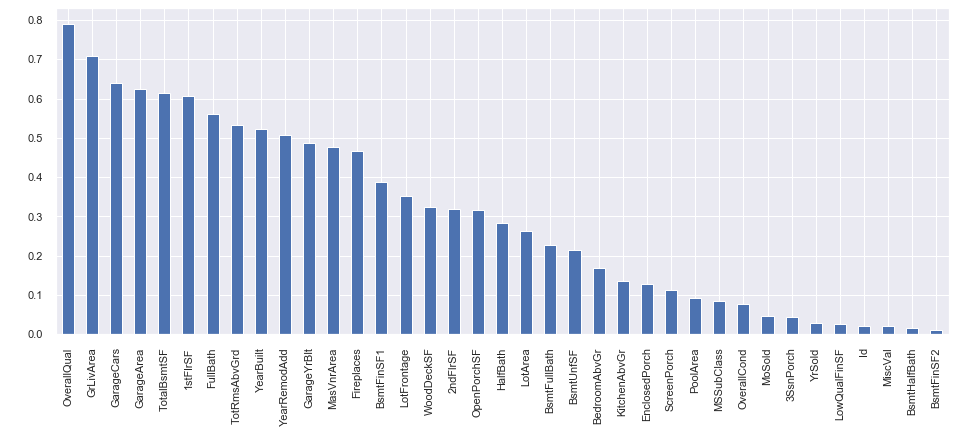 0.8
0.7
0.6
0.5
0.4
0.3
0.2
0.1
0.0
OverallQual
GrLivArea
GarageCars
GarageArea
TotalBsmtSF
1stFlrSF
FullBath
TotRmsAbvGrd
YearBuilt
YearRemodAdd
GarageYrBlt
MasVnrArea
Fireplaces
BsmtFinSF1
LotFrontage
WoodDeckSF
2ndFlrSF
OpenPorchSF
HalfBath
LotArea
BsmtFullBath
BsmtUnfSF
BedroomAbvGr
KitchenAbvGr
EnclosedPorch
ScreenPorch
PoolArea
MSSubClass
OverallCond
MoSold
3SsnPorch
YrSold
LowQualFinSF
Id
MiscVal
BsmtHalfBath
BsmtFinSF2